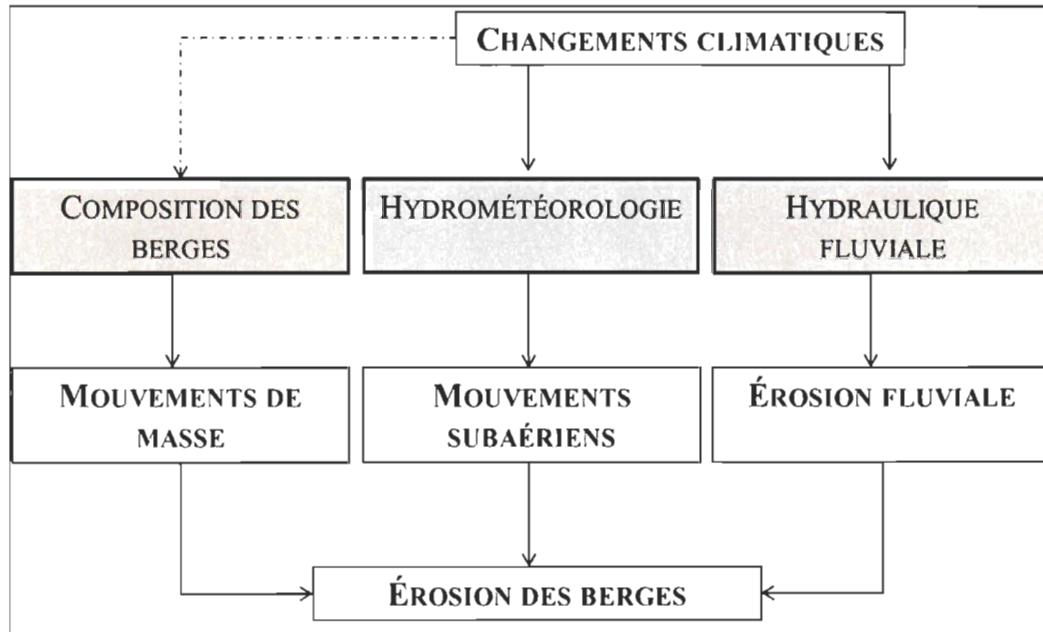 CHANGEMENTS CLIMATIQUES
COMPOSITION DES
BERGES
HYDROMÉTÉOROLOGIE
HYDRAULIQUE
FLUVIALE
MOUVEMENTS DE
MASSE
MOUVEMENTS
SUBAÉRIENS
ÉROSION FLUVIALE
ÉROSION DES BERGES